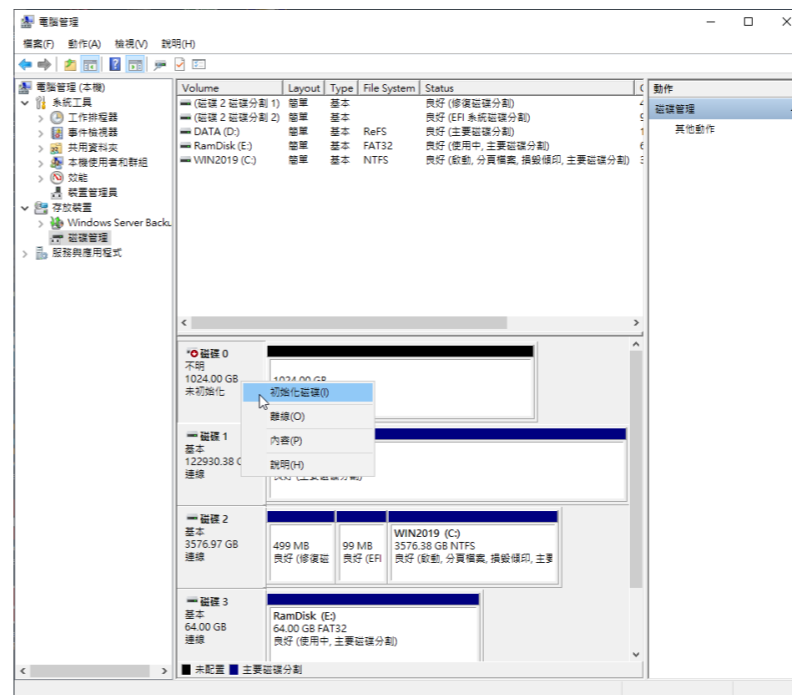 電腦管理
檔案(F) 動作(A) 檢視(V) 說明(H)
電腦管理 (本機)
系統工具
工作排程器
事件檢視器
共用資料夾
本機使用者和群組
效能
裝置管理員
存放裝置
Windows Server Backu
磁碟管理
服務與應用程式
Volume Layout Type File System Status C
(磁碟 2 磁碟分割 1) 簡單 基本 良好 (修復磁碟分割) 4
(磁碟 2 磁碟分割 2) 簡單 基本 良好 (EFI 系統磁碟分割) 9
DATA (D:) 簡單 基本 ReFS 良好 (主要磁碟分割) 1
RamDisk (E:) 簡單 基本 FAT32 良好 (使用中, 主要磁碟分割) 6
WIN2019 (C:) 簡單 基本 NTFS 良好 (啟動, 分頁檔案, 損毀傾印, 主要磁碟分割) 3
動作
磁碟管理
其他動作
磁碟 0
不明
1024.00 GB
未初始化
1024.00 GB
初始化磁碟(I)
離線(O)
內容(P)
說明(H)
磁碟 1
基本
122930.38 G
連線
良好 (主要磁碟分割)
磁碟 2
基本
3576.97 GB
連線
499 MB
良好 (修復磁
99 MB
良好 (EFI
WIN2019 (C:)
3576.38 GB NTFS
良好 (啟動, 分頁檔案, 損毀傾印, 主要
磁碟 3
基本
64.00 GB
連線
RamDisk (E:)
64.00 GB FAT32
良好 (使用中, 主要磁碟分割)
未配置 主要磁碟分割